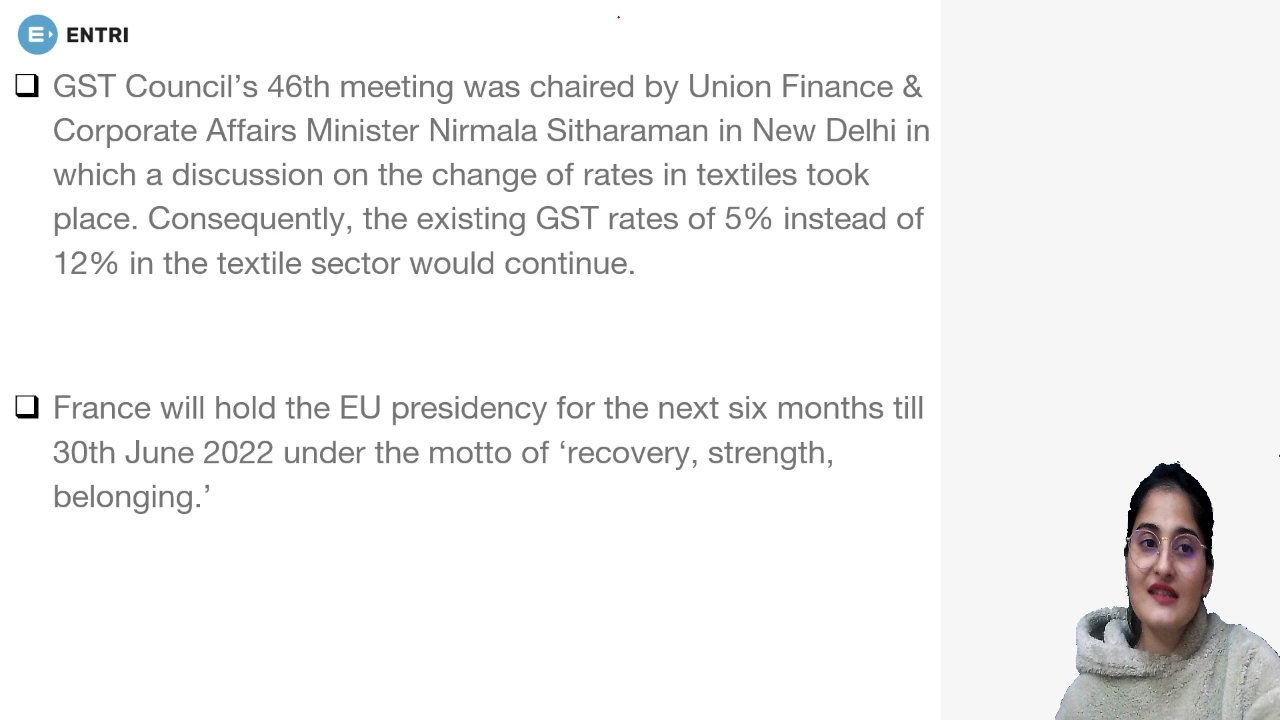 ENTRI
GST Council’s 46th meeting was chaired by Union Finance &
Corporate Affairs Minister Nirmala Sitharaman in New Delhi in
which a discussion on the change of rates in textiles took
place. Consequently, the existing GST rates of 5% instead of
12% in the textile sector would continue.
France will hold the EU presidency for the next six months till
30th June 2022 under the motto of ‘recovery, strength,
belonging.’